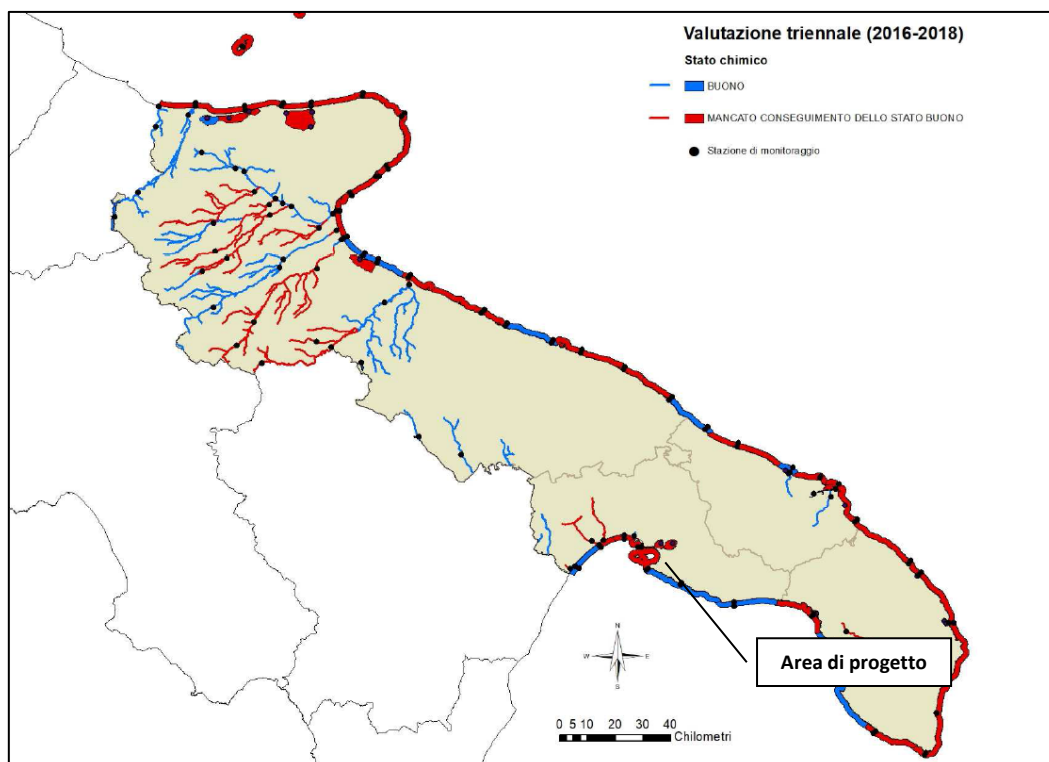 Valutazione triennale (2016-2018)
Stato chimico
BUONO
MANCATO CONSEGUIMENTO DELLO STATO BUONO
Stazione di monitoraggio
Area di progetto
N
W E
S
0 5 10 20 30 40
Chilometri